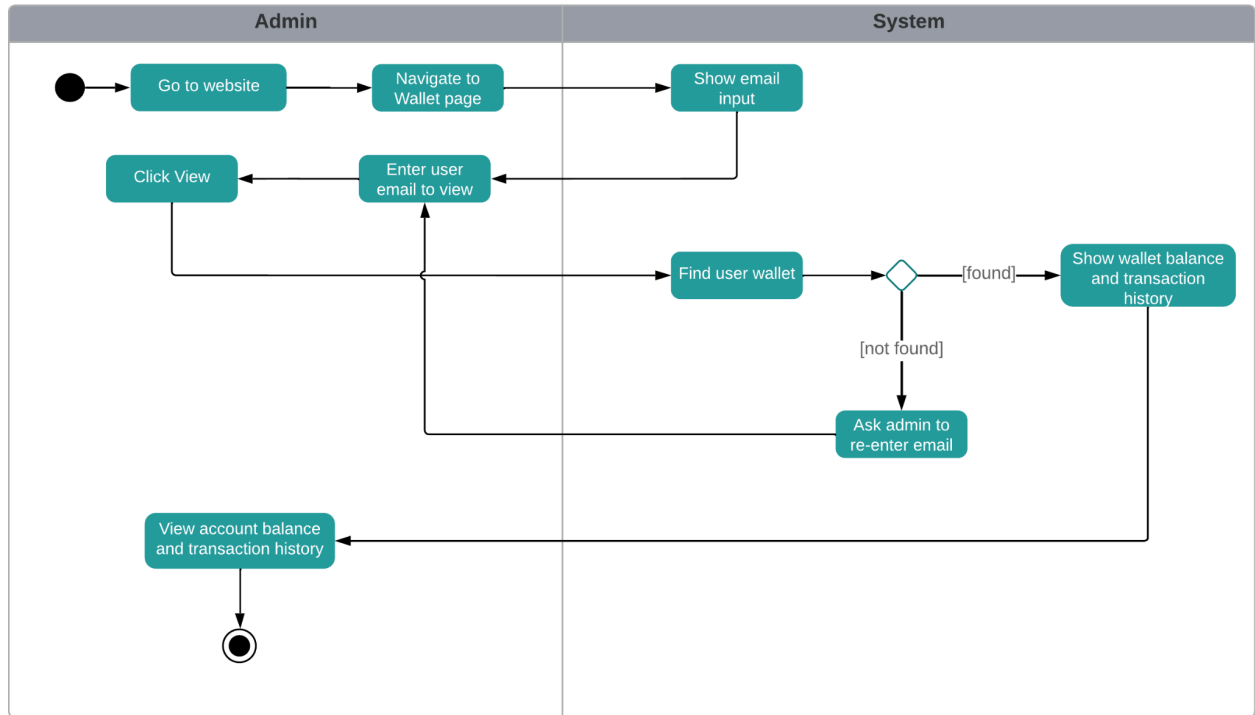 Admin
System
Go to website
Navigate to
Wallet page
Show email
input
Click View
Enter user
email to view
Find user wallet
[found]
Show wallet balance
and transaction
history
[not found]
Ask admin to
re-enter email
View account balance
and transaction history